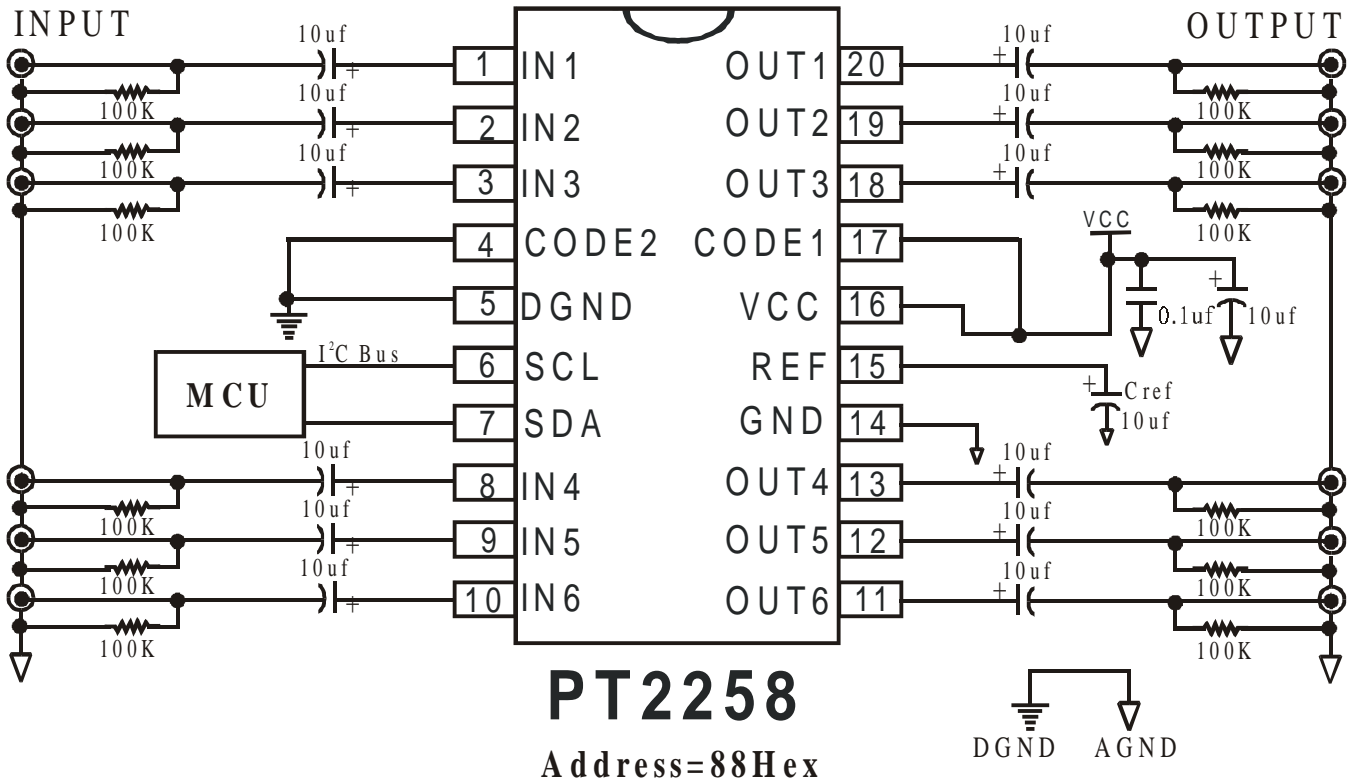 INPUT
OUTPUT
10uf
10uf
1 IN1 OUT1 20
100K
10uf
10uf
100K
2 IN2 OUT2 19
100K
10uf
10uf
100K
3 IN3 OUT3 18
100K
100K
VCC
4 CODE2 CODE1 17
5 DGND VCC 16
0.1uf
10uf
I²C Bus
MCU
6 SCL REF 15
Cref
10uf
7 SDA GND 14
10uf
10uf
8 IN4 OUT4 13
100K
10uf
10uf
100K
9 IN5 OUT5 12
100K
10uf
10uf
100K
10 IN6 OUT6 11
100K
100K
PT2258
DGND AGND
Address=88Hex